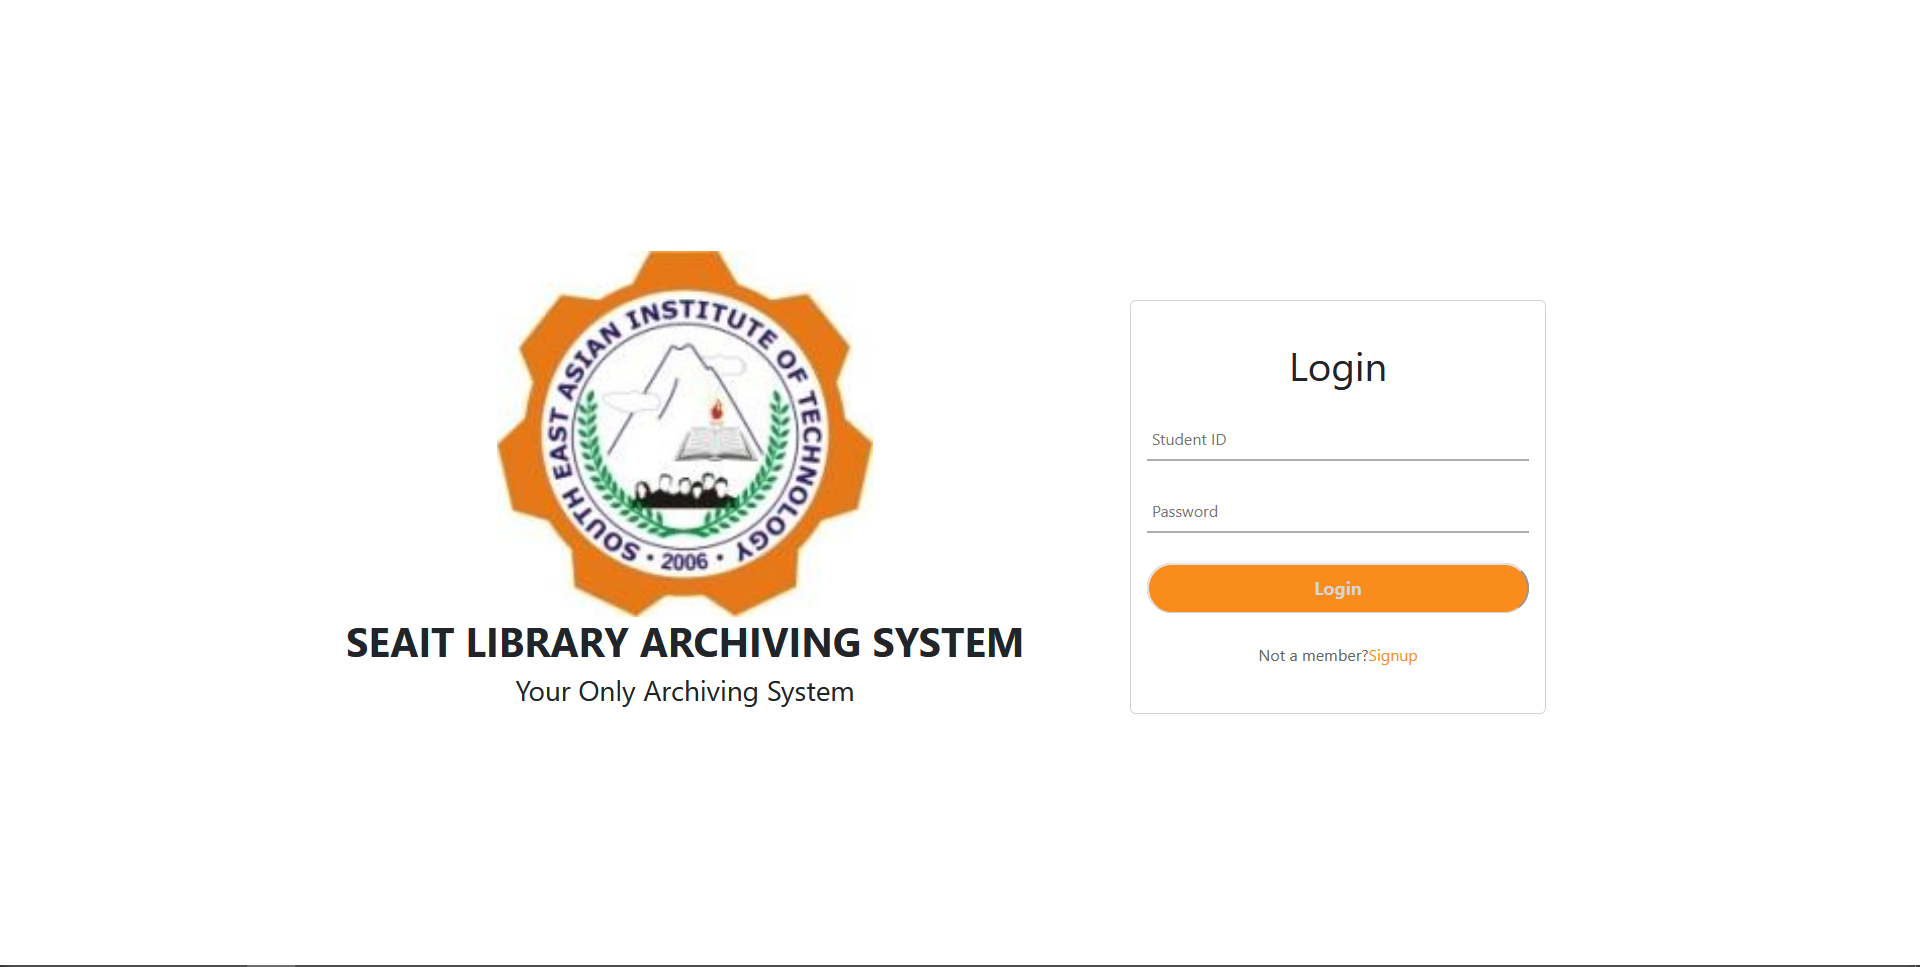 SOUTH EAST ASIAN INSTITUTE OF TECHNOLOGY
• 2006 •
SEAIT LIBRARY ARCHIVING SYSTEM
Your Only Archiving System
Login
Student ID
Password
Login
Not a member?Signup